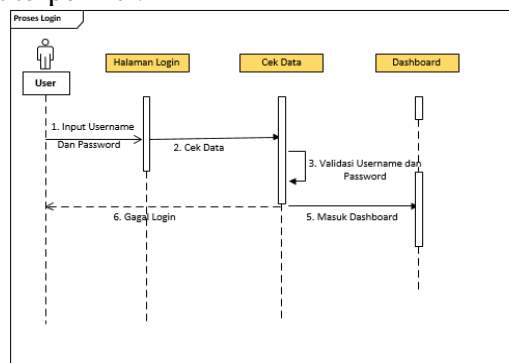 Proses Login
User
Halaman Login
Cek Data
Dashboard
1. Input Username
Dan Password
2. Cek Data
3. Validasi Username dan
Password
6. Gagal Login
5. Masuk Dashboard